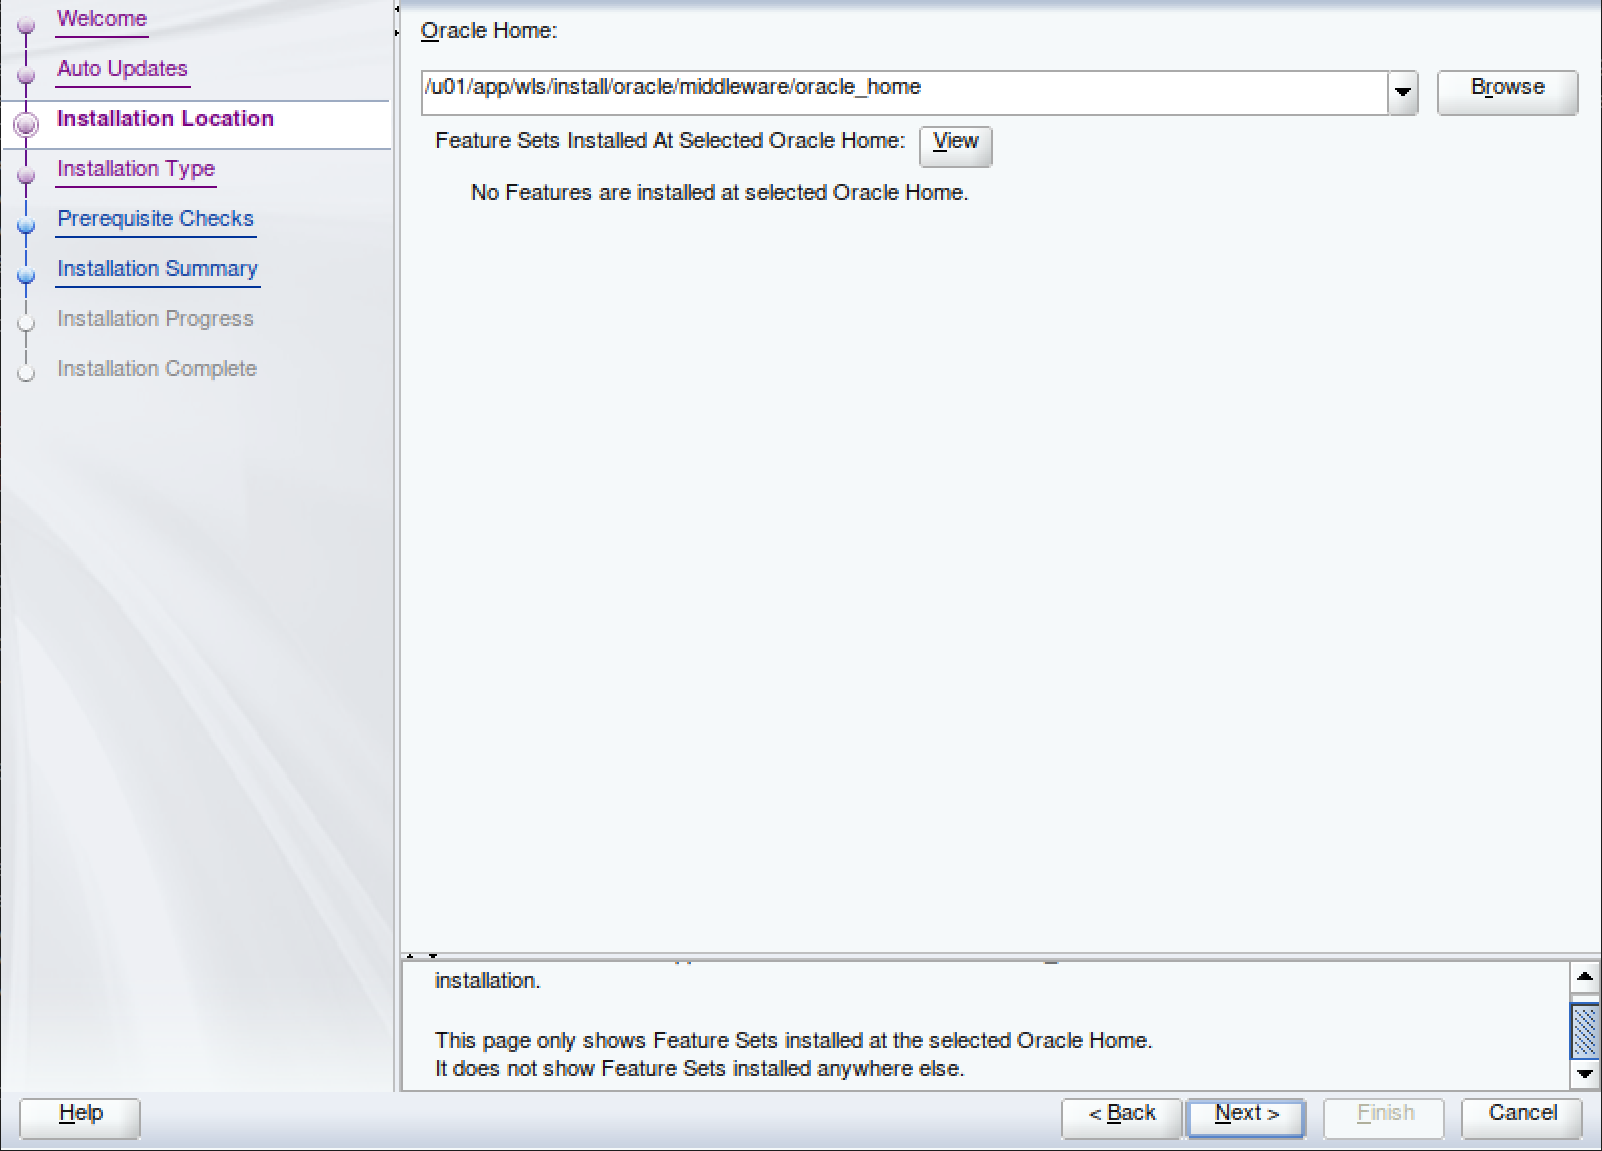 Welcome
Auto Updates
Installation Location
Installation Type
Prerequisite Checks
Installation Summary
Installation Progress
Installation Complete
Oracle Home:
/u01/app/wls/install/oracle/middleware/oracle_home
Browse
Feature Sets Installed At Selected Oracle Home: View
No Features are installed at selected Oracle Home.
installation.
This page only shows Feature Sets installed at the selected Oracle Home.
It does not show Feature Sets installed anywhere else.
Help
< Back
Next >
Finish
Cancel